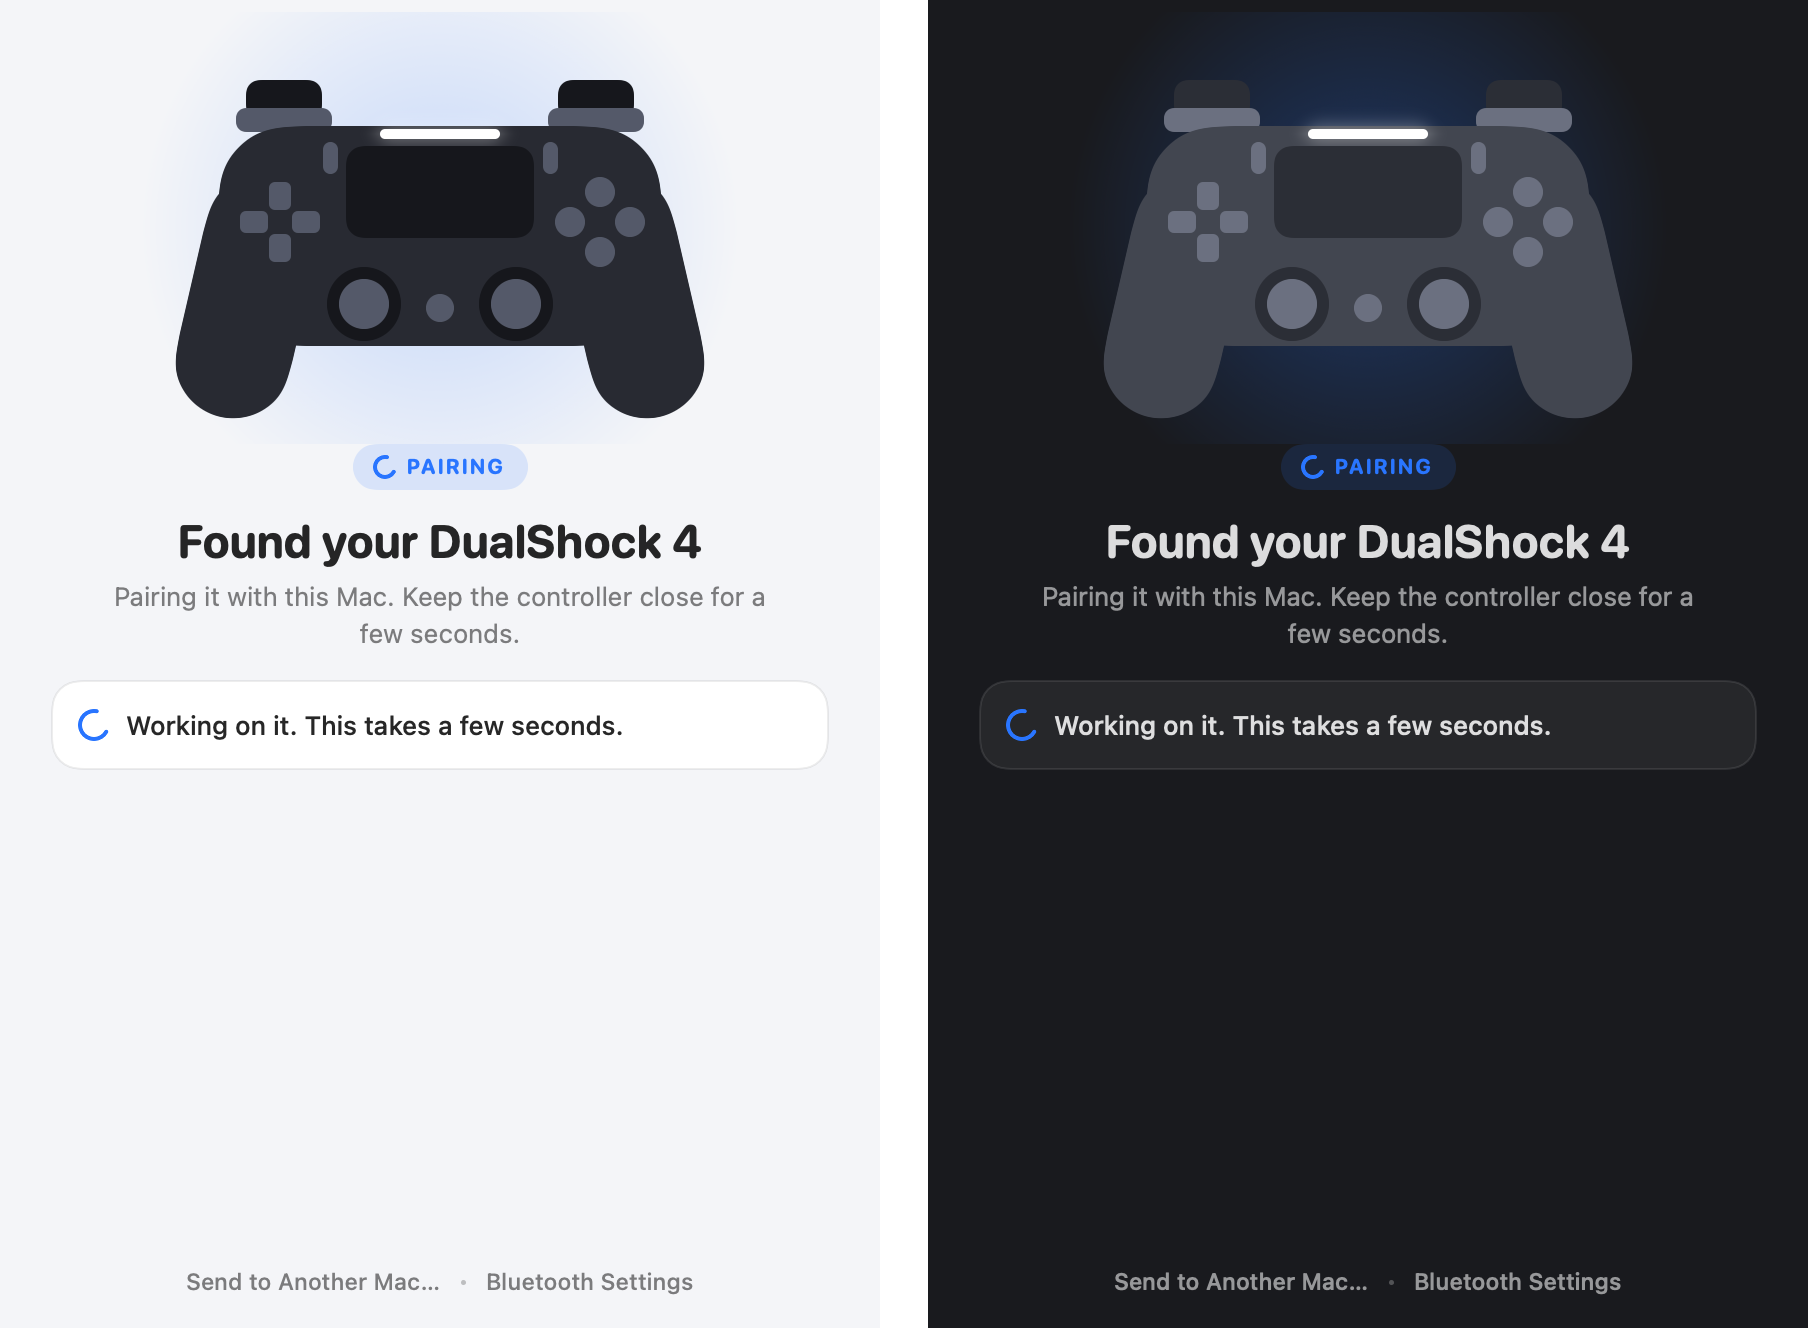 PAIRING
Found your DualShock 4
Pairing it with this Mac. Keep the controller close for a
few seconds.
Working on it. This takes a few seconds.
Send to Another Mac... • Bluetooth Settings
PAIRING
Found your DualShock 4
Pairing it with this Mac. Keep the controller close for a
few seconds.
Working on it. This takes a few seconds.
Send to Another Mac... • Bluetooth Settings